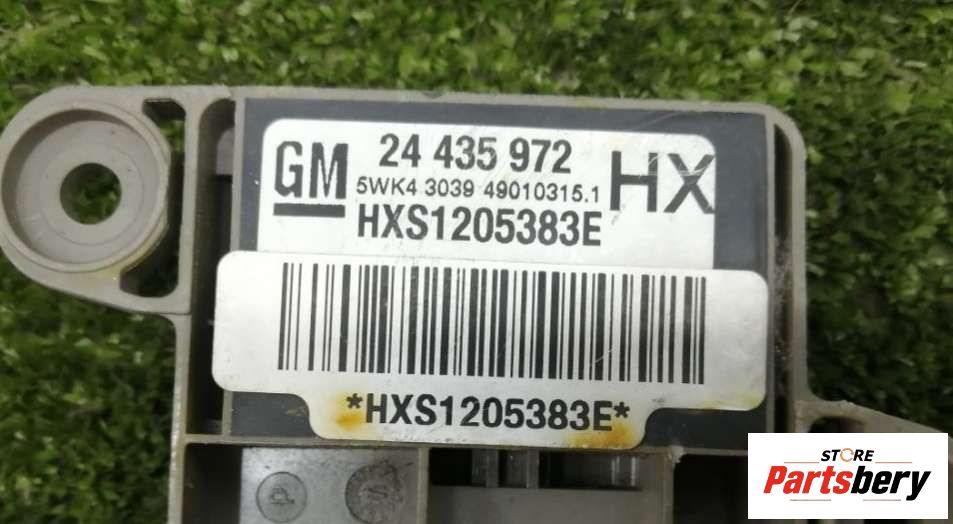 GM
24 435 972
5WK4 3039 49010315.1
HX
HXS1205383E
*HXS1205383E*
STORE
Partsbery